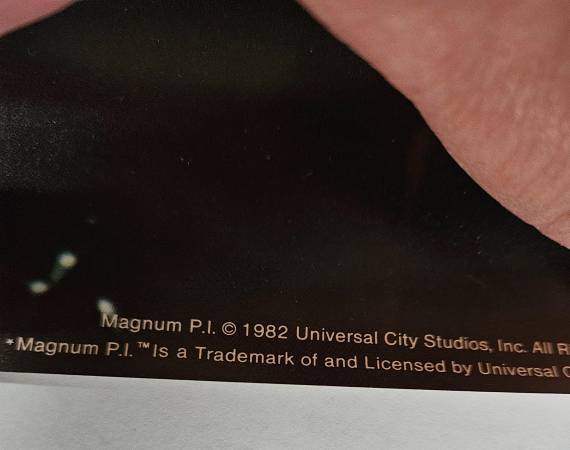 Magnum P.I. © 1982 Universal City Studios, Inc. All
*Magnum P.I.™ Is a Trademark of and Licensed by Universal